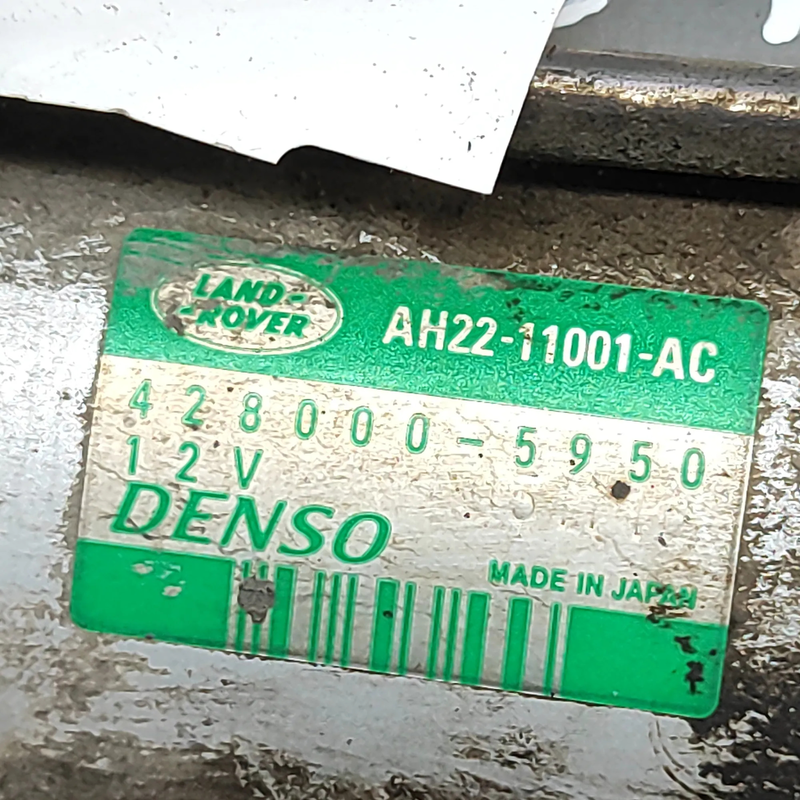 LAND-
-ROVER
AH22-11001-AC
428000-5950
12V
DENSO
MADE IN JAPAN